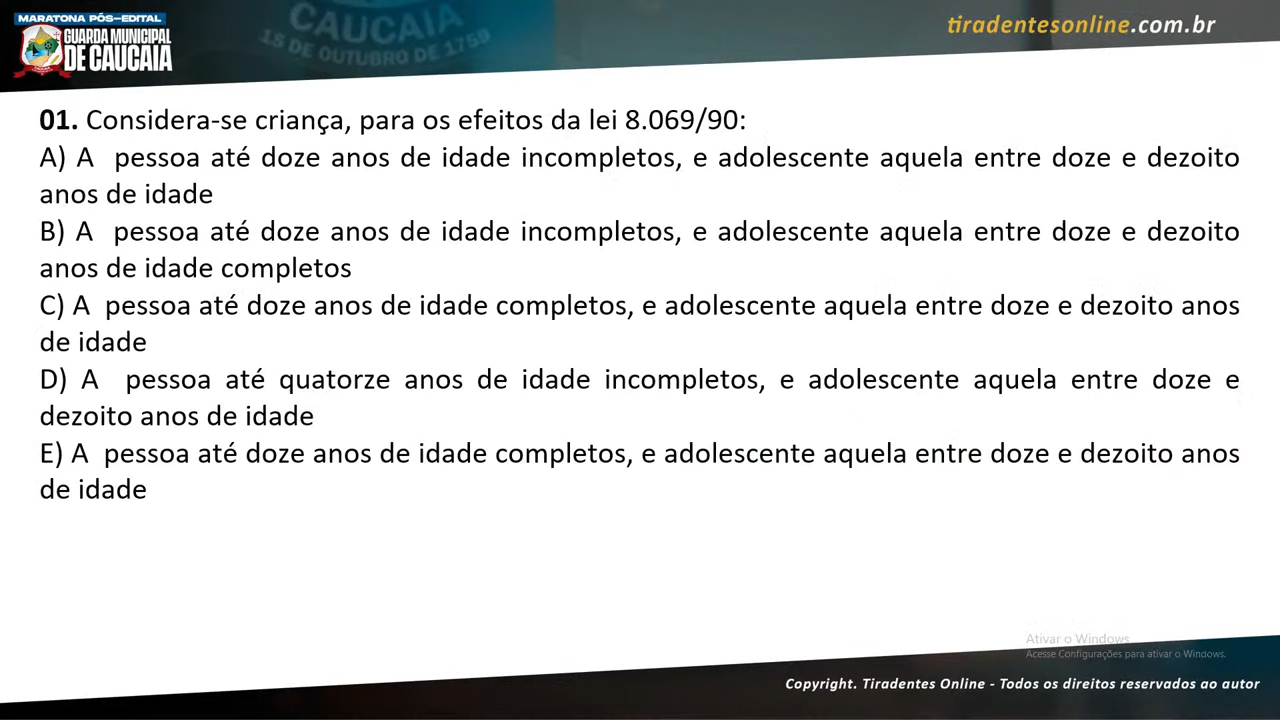 MARATONA PÓS-EDITAL
GUARDA MUNICIPAL
DE CAUCAIA
CAUCAIA
15 DE OUTUBRO DE 1759
tiradentesonline.com.br
01. Considera-se criança, para os efeitos da lei 8.069/90:
A) A pessoa até doze anos de idade incompletos, e adolescente aquela entre doze e dezoito
anos de idade
B) A pessoa até doze anos de idade incompletos, e adolescente aquela entre doze e dezoito
anos de idade completos
C) A pessoa até doze anos de idade completos, e adolescente aquela entre doze e dezoito anos
de idade
D) A pessoa até quatorze anos de idade incompletos, e adolescente aquela entre doze e
dezoito anos de idade
E) A pessoa até doze anos de idade completos, e adolescente aquela entre doze e dezoito anos
de idade
Ativar o Windows
Acesse Configurações para ativar o Windows.
Copyright. Tiradentes Online - Todos os direitos reservados ao autor